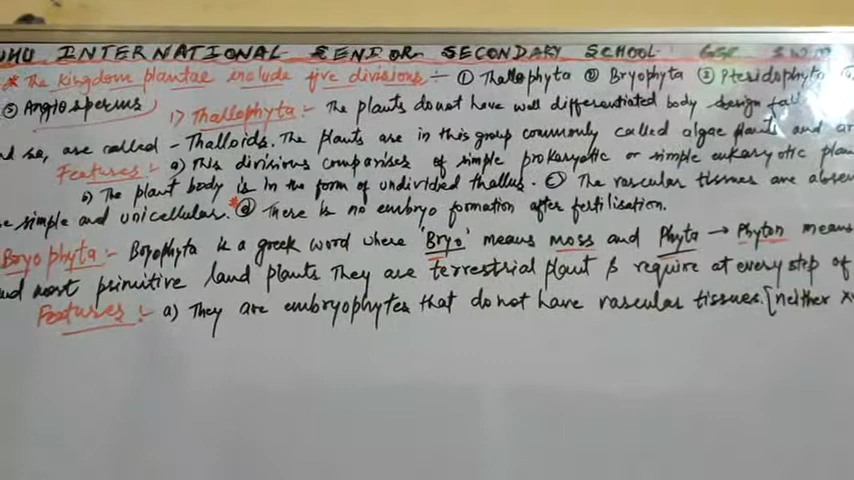 INTERNATIONAL SENIOR SECONDARY SCHOOL
* The kingdom plantae include five divisions :- ① Thallophyta ② Bryophyta ③ Pteridophyta
⑤ Angiosperms 1) Thallophyta :- The plants do not have well differentiated body design fall
so, are called - Thalloids. The plants are in this group commonly called algae plants and
Features :- a) This divisions comparises of simple prokaryotic or simple eukaryotic
b) The plant body is in the form of undivided thallus. ⓒ The vascular tissues are
simple and unicellular. * ⓓ There is no embryo formation after fertilisation.
Bryophyta :- Bryophyta is a greek word where 'Bryo' means moss and Phyta → Phyton means
most primitive land plants They are terrestrial plant & require at every step of
Features :- a) They are embryophytes that do not have vascular tissues. [neither